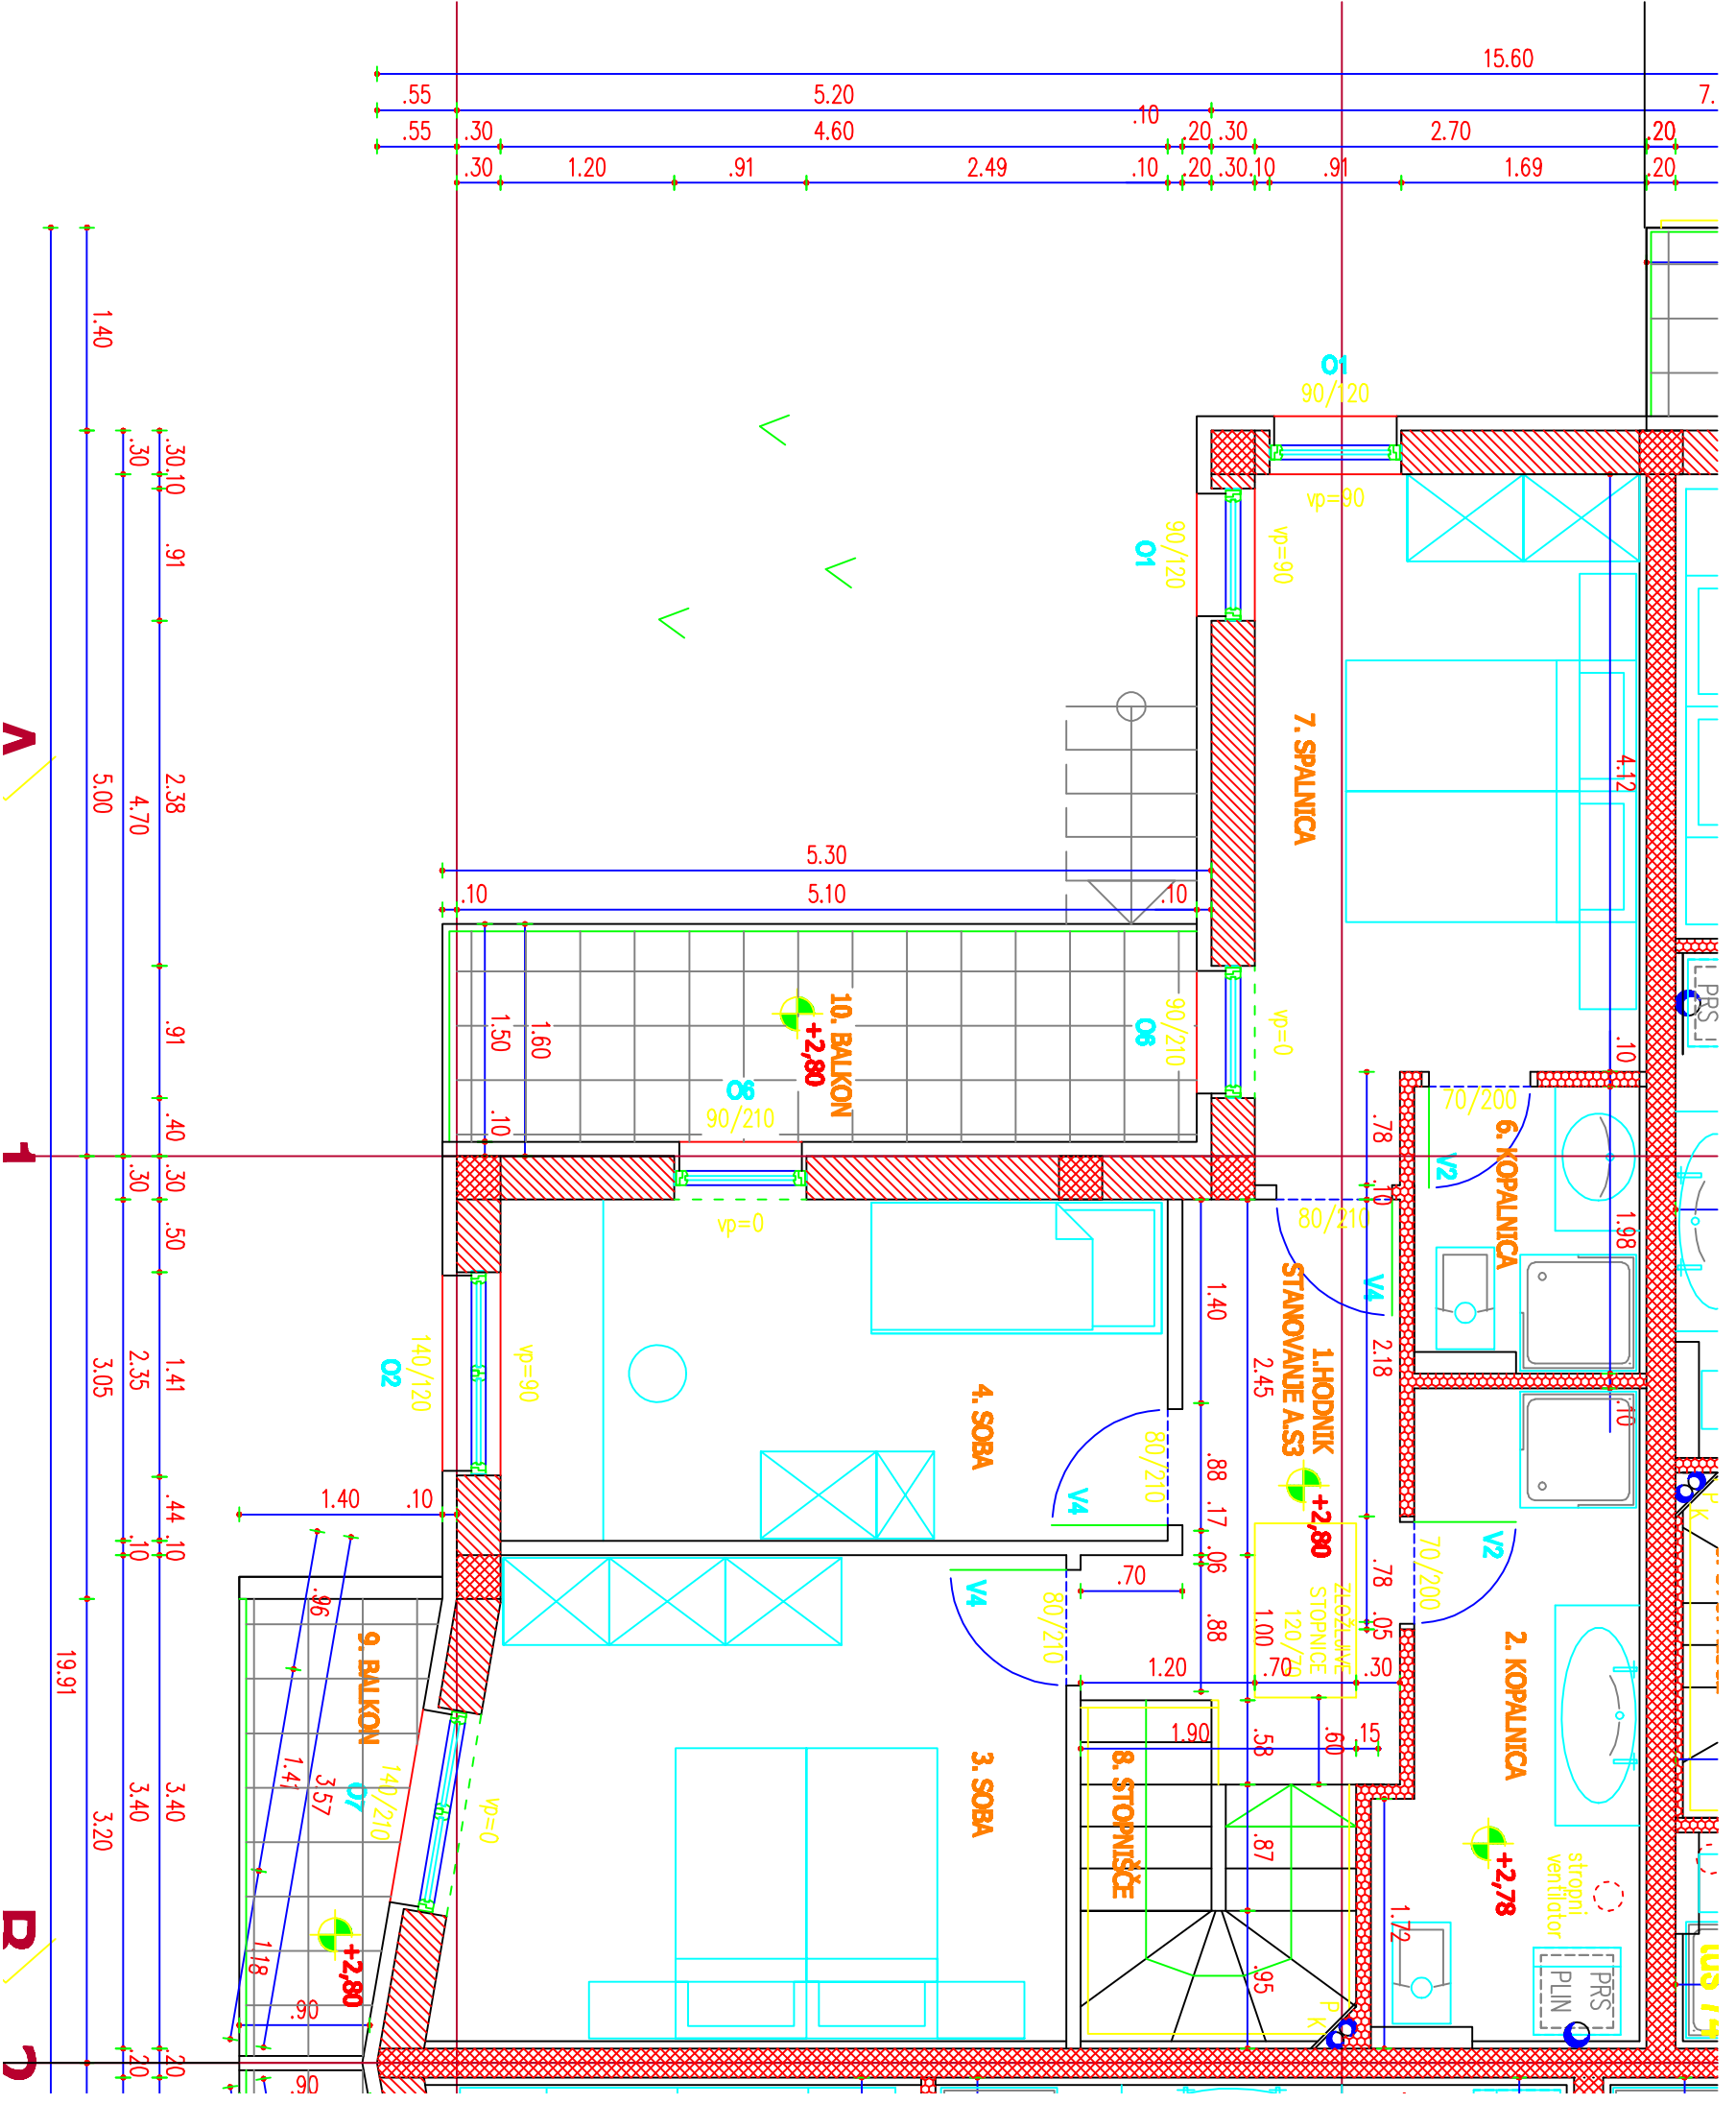 15.60
.55
5.20
7.
.10
.55
.30
4.60
.20
.30
2.70
.20
.30
1.20
.91
2.49
.10
.20
.30
.10
.91
1.69
.20
O1
90/120
vp=90
O1
90/120
vp=90
7. SPALNICA
4.12
5.30
.10
5.10
.10
1.50
1.60
.10
10. BALKON
+2,80
O6
90/210
vp=0
O6
90/210
vp=0
PRS
.10
.78
70/200
V2
6. KOPALNICA
1.98
.10
.10
80/210
V4
1.40
2.45
2.18
STANOVANJE A.S3
1.HODNIK
+2,80
4. SOBA
80/210
V4
.88
.17
.06
.70
.88
O2
140/120
vp=90
1.40
.10
V4
80/210
ZLOŽLJIVE
STOPNICE
120/70
1.00
1.20
.70
.30
.78
.05
70/200
V2
2. KOPALNICA
+2,78
stropni
ventilator
PRS
PLIN
1.72
1.90
.58
.60
.15
.87
.95
8. STOPNIŠČE
P
K
P
K
3. SOBA
9. BALKON
+2,80
O7
140/210
vp=0
.96
1.41
3.57
1.18
.90
.90
1.40
.30
.30
.10
.91
5.00
4.70
2.38
.91
.40
.30
.30
.50
3.05
2.35
1.41
.44
.10
.10
19.91
3.20
3.40
3.40
.20
.20
A
1
B
2